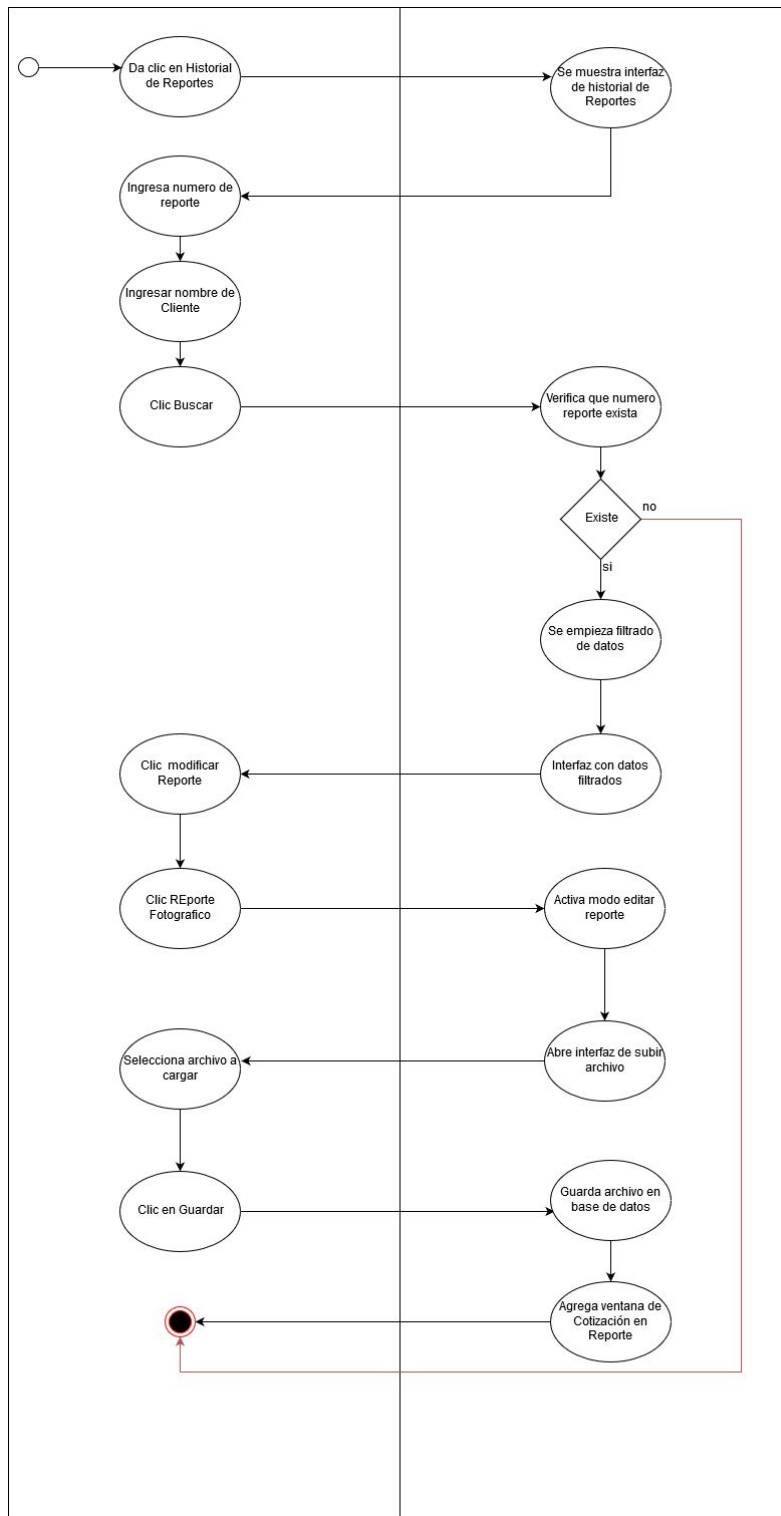 Da clic en Historial
de Reportes
Se muestra interfaz
de historial de
Reportes
Ingresa numero de
reporte
Ingresar nombre de
Cliente
Clic Buscar
Verifica que numero
reporte exista
Existe
no
si
Se empieza filtrado
de datos
Interfaz con datos
filtrados
Clic modificar
Reporte
Clic REporte
Fotografico
Activa modo editar
reporte
Abre interfaz de subir
archivo
Selecciona archivo a
cargar
Clic en Guardar
Guarda archivo en
base de datos
Agrega ventana de
Cotización en
Reporte